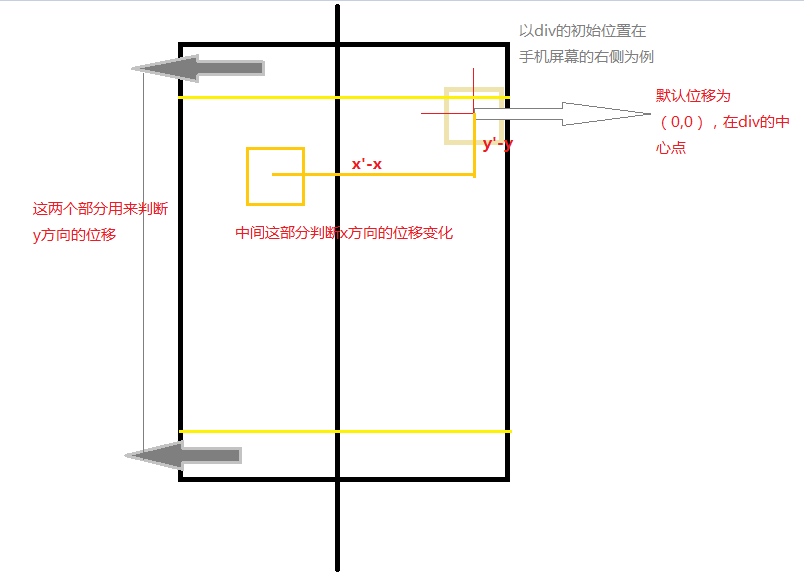 以div的初始位置在
手机屏幕的右侧为例
默认位移为
（0,0），在div的中
心点
y'-y
x'-x
这两个部分用来判断
y方向的位移
中间这部分判断x方向的位移变化